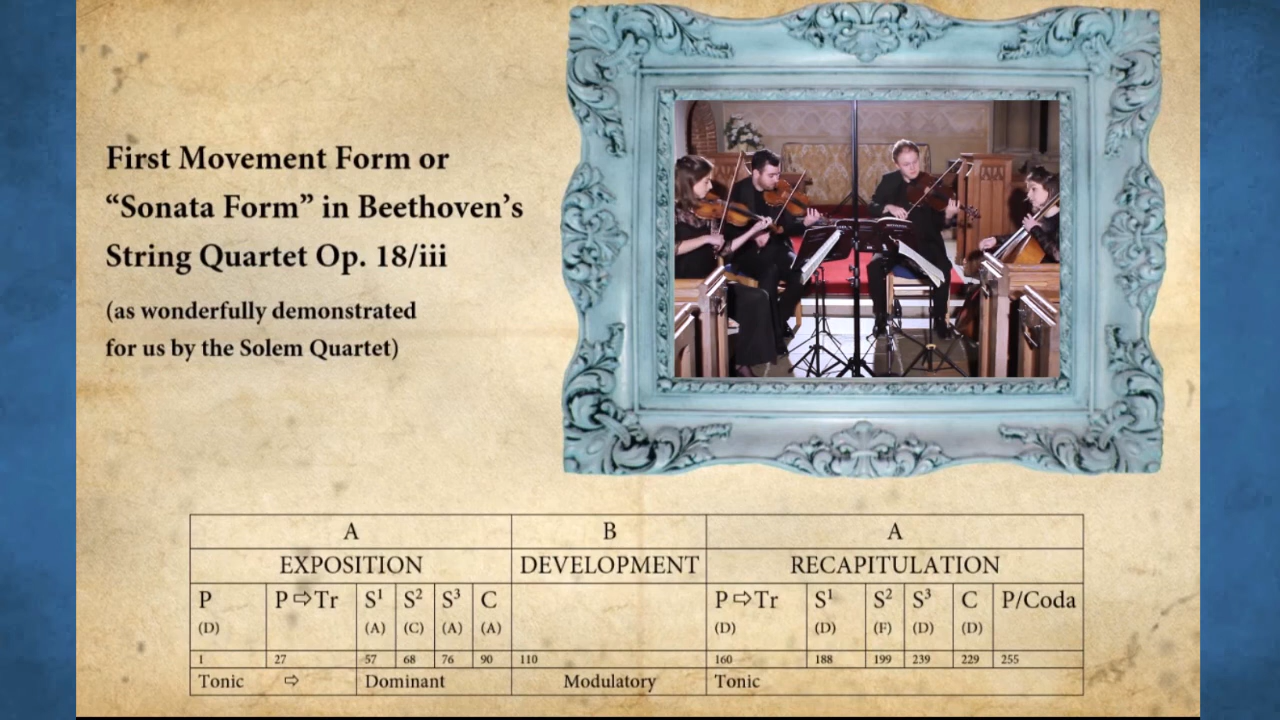 First Movement Form or
“Sonata Form” in Beethoven’s
String Quartet Op. 18/iii
(as wonderfully demonstrated
for us by the Solem Quartet)
A B A
EXPOSITION DEVELOPMENT RECAPITULATION
P P⇨Tr S¹ S² S³ C P⇨Tr S¹ S² S³ C P/Coda
(D) (A) (C) (A) (A) (D) (D) (F) (D) (D)
1 27 57 68 76 90 110 160 188 199 239 229 255
Tonic ⇨ Dominant Modulatory Tonic